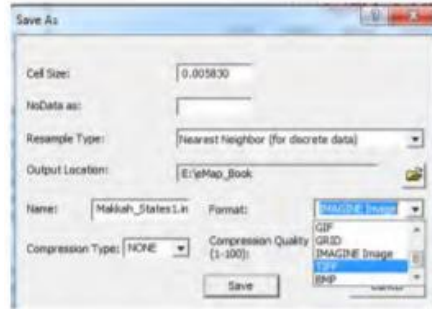 Save As
Cell Size: 0.005830
NoData as:
Resample Type: Nearest Neighbor (for discrete data)
Output Location: E:\eMap_Book
Name: Makkah_States1.in Format: IMAGINE Image
GIF
GRID
IMAGINE Image
TIFF
BMP
Compression Type: NONE Compression Quality
(1-100):
Save